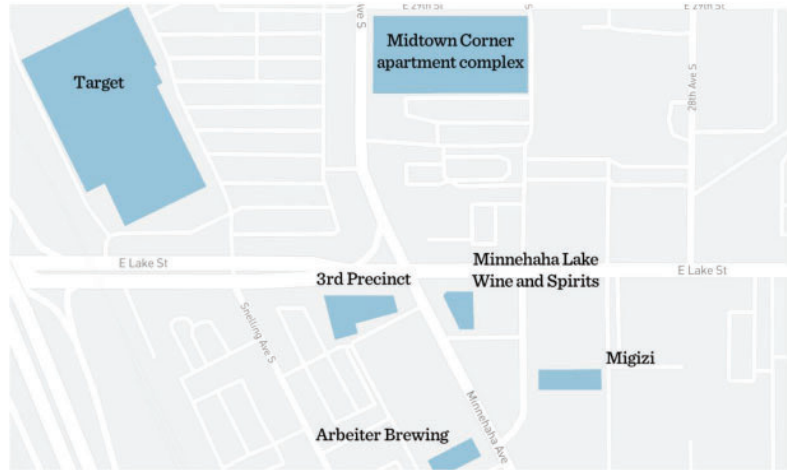 E 29th St
E 29th St
Ave S
S
Midtown Corner
apartment complex
Target
28th Ave S
E Lake St
Minnehaha Lake
Wine and Spirits
E Lake St
3rd Precinct
Snelling Ave S
Migizi
Minnehaha Ave
Arbeiter Brewing